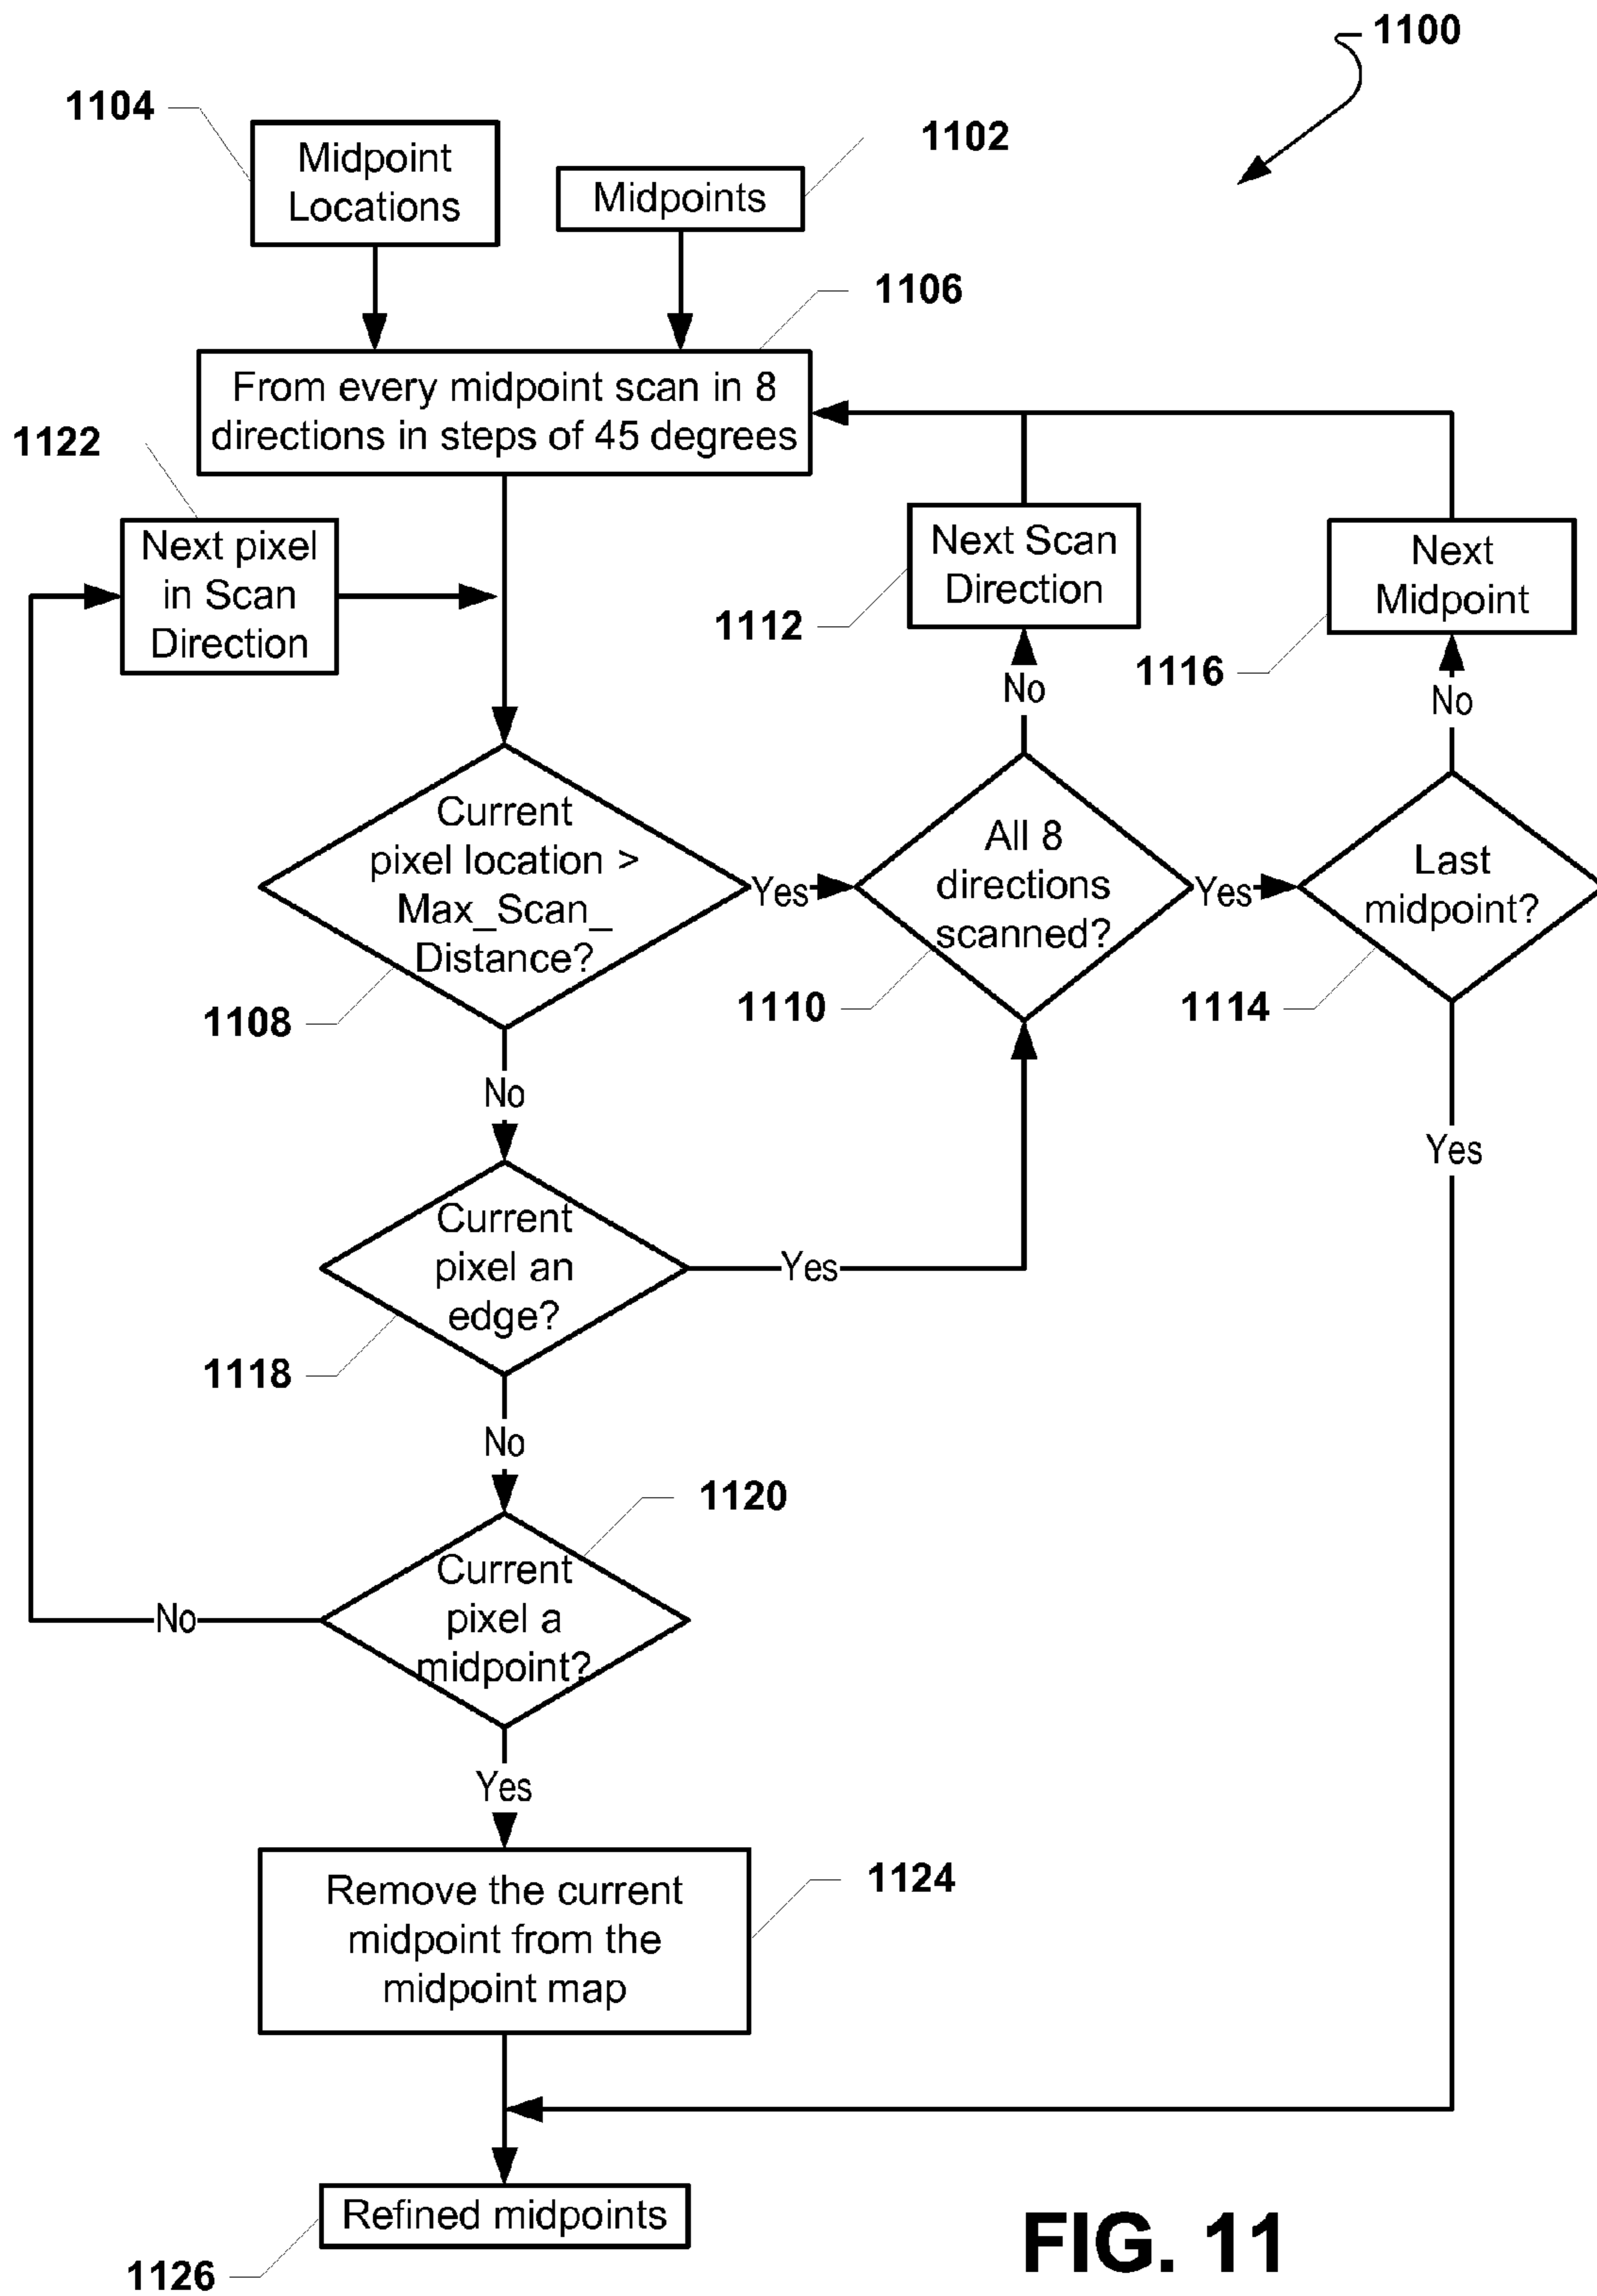 1100
1104
1102
Midpoint
Locations
Midpoints
1106
From every midpoint scan in 8
directions in steps of 45 degrees
1122
Next pixel
in Scan
Direction
Next Scan
Direction
1112
Next
Midpoint
1116
No
No
Current
pixel location >
Max_Scan_
Distance?
Yes
All 8
directions
scanned?
Yes
Last
midpoint?
1108
1110
1114
No
Yes
Current
pixel an
edge?
Yes
1118
No
1120
Current
pixel a
midpoint?
No
Yes
1124
Remove the current
midpoint from the
midpoint map
Refined midpoints
1126
FIG. 11